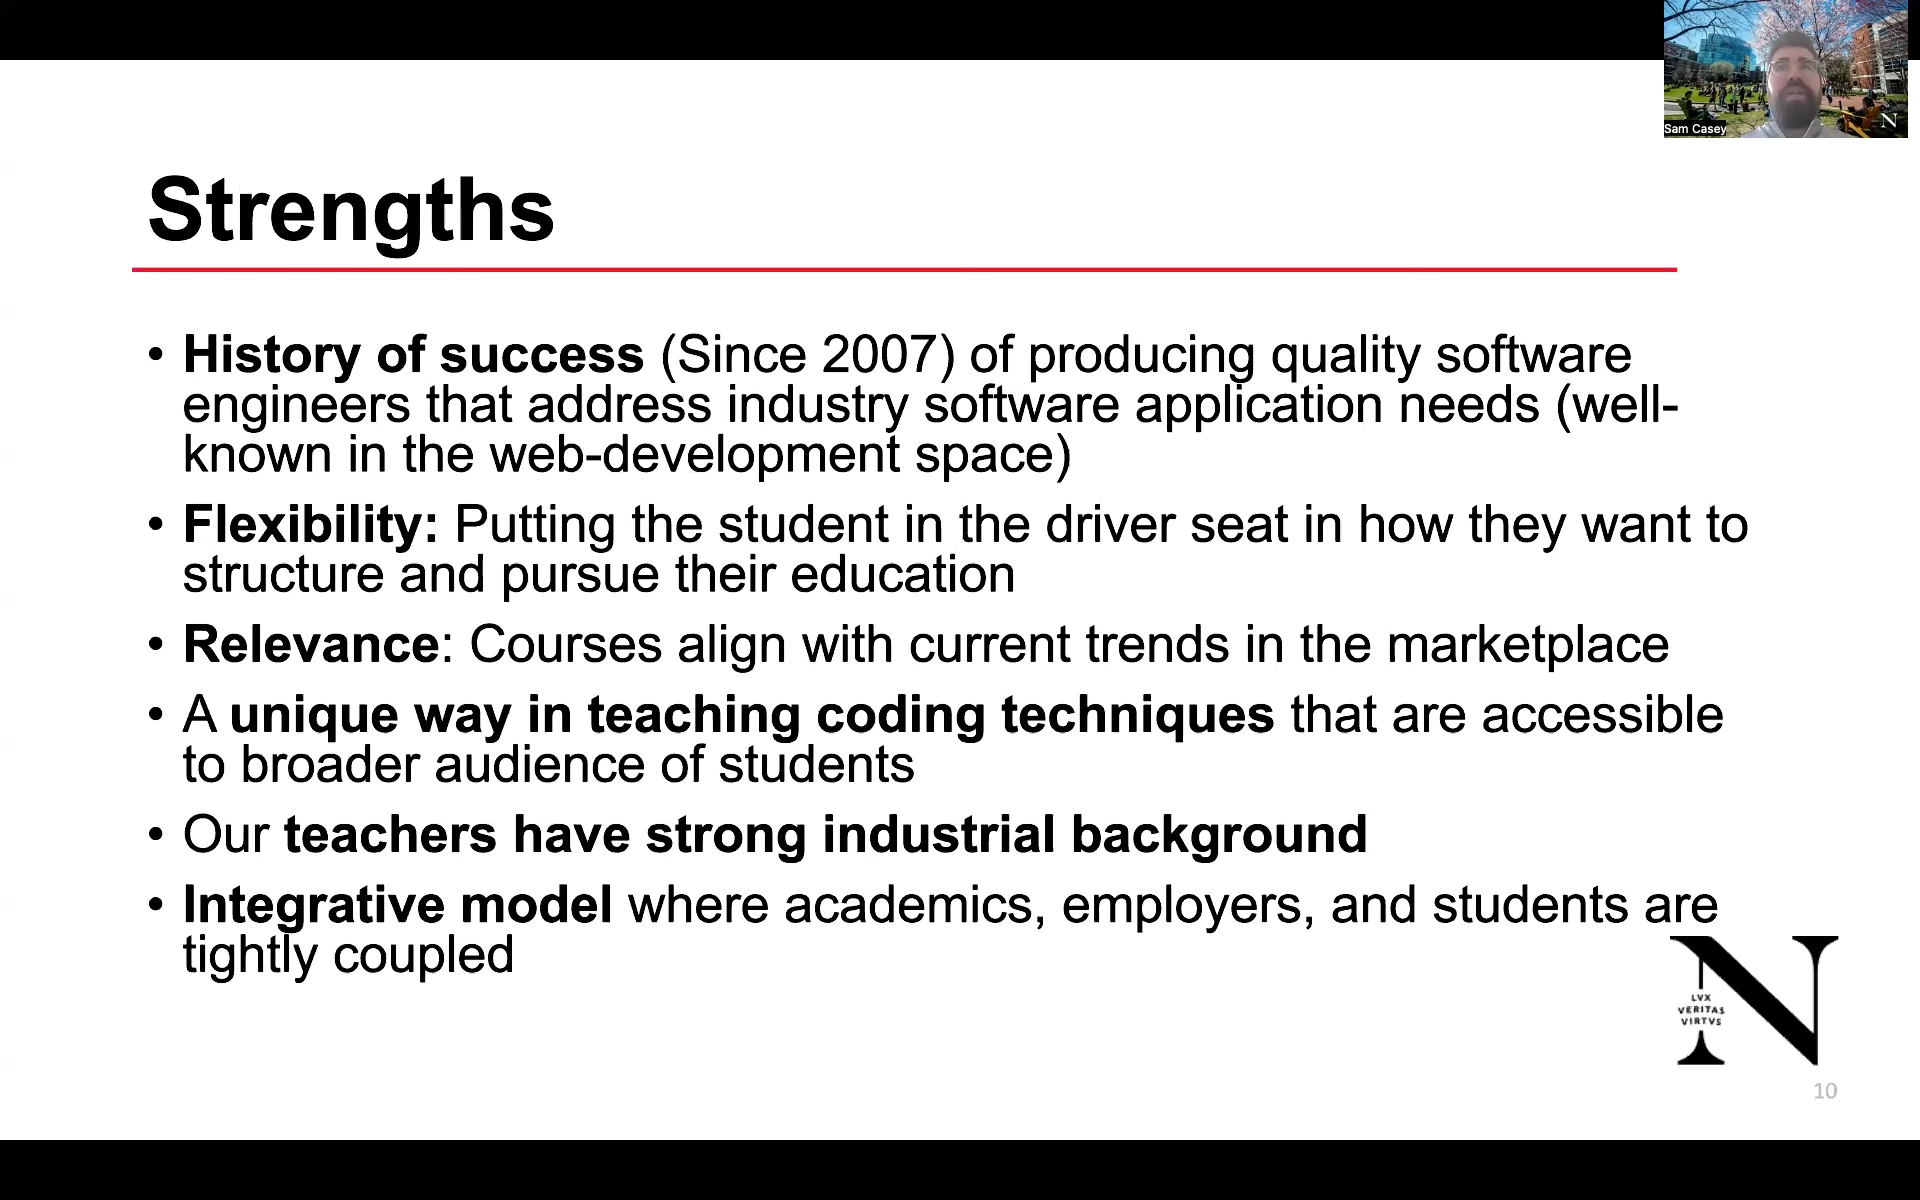 Sam Casey
N
Strengths
• History of success (Since 2007) of producing quality software
engineers that address industry software application needs (well-
known in the web-development space)
• Flexibility: Putting the student in the driver seat in how they want to
structure and pursue their education
• Relevance: Courses align with current trends in the marketplace
• A unique way in teaching coding techniques that are accessible
to broader audience of students
• Our teachers have strong industrial background
• Integrative model where academics, employers, and students are
tightly coupled
N
LVX
VERITAS
VIRTVS
10